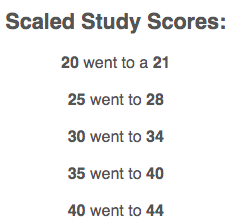 Scaled Study Scores:
20 went to a 21
25 went to 28
30 went to 34
35 went to 40
40 went to 44